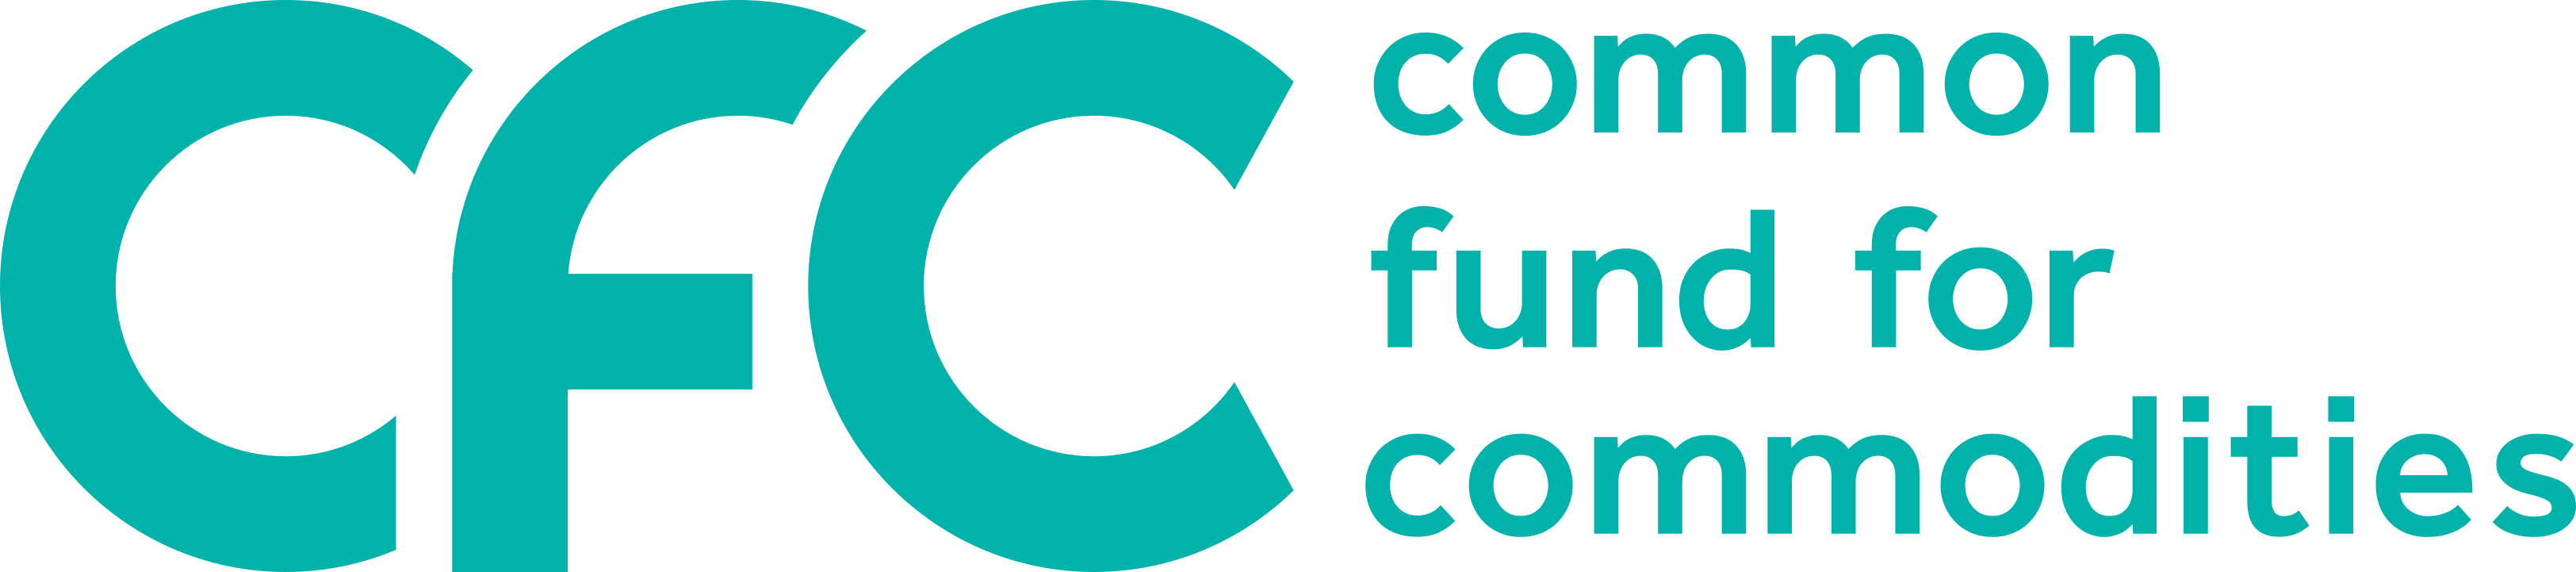 CFC
common
fund for
commodities